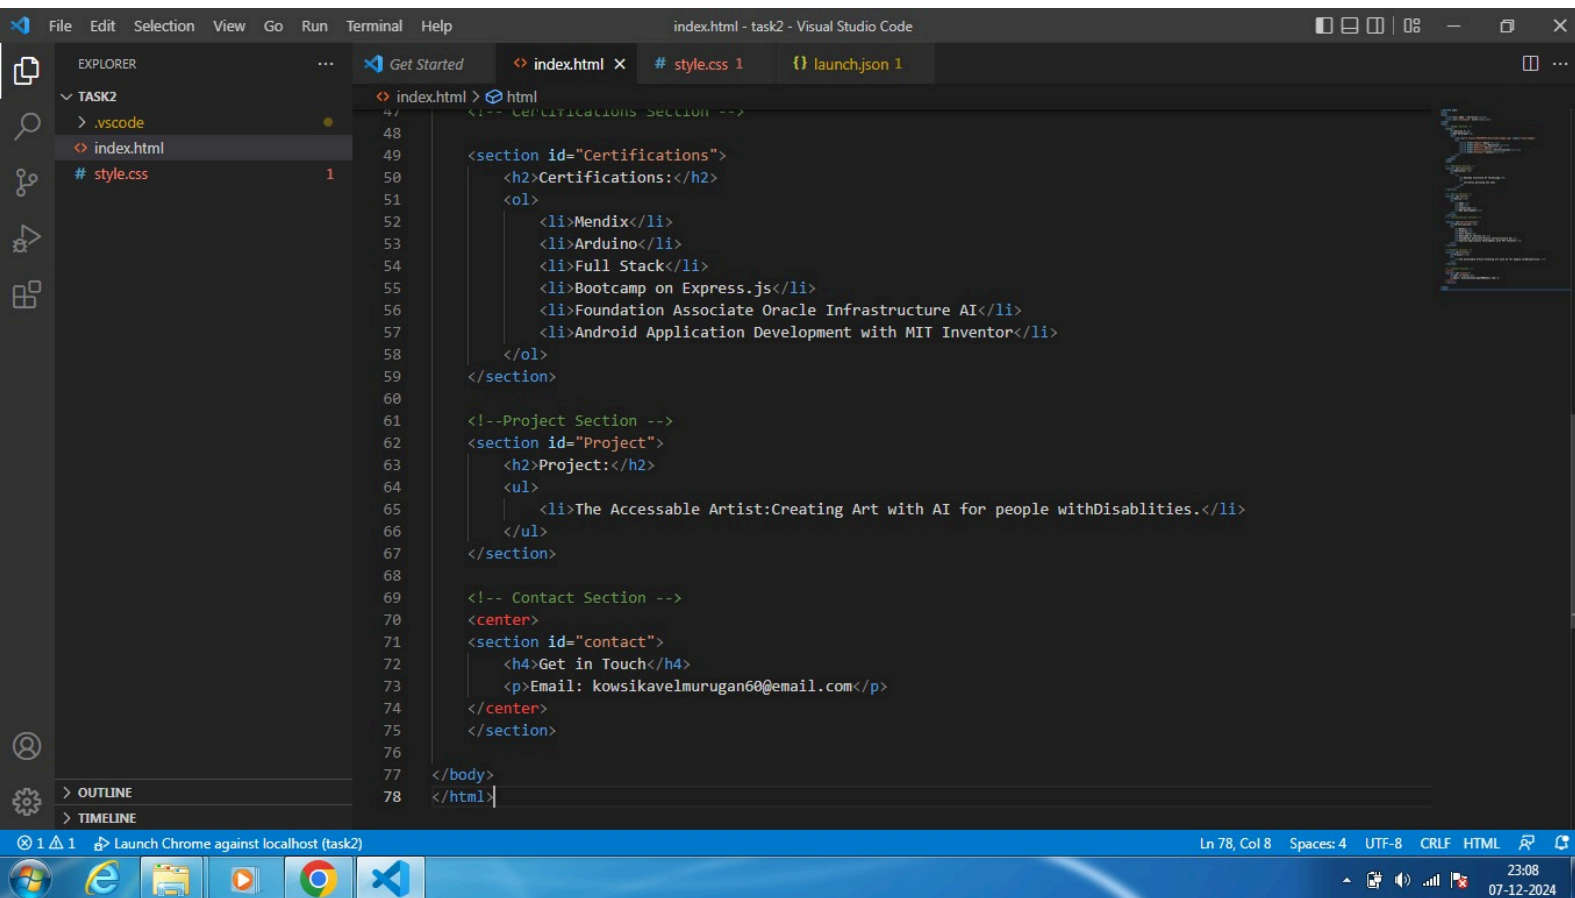 File Edit Selection View Go Run Terminal Help
index.html - task2 - Visual Studio Code
EXPLORER
Get Started
index.html
# style.css 1
{} launch.json 1
TASK2
.vscode
index.html
# style.css 1
index.html > html
47 <!-- Certifications Section -->
48
49 <section id="Certifications">
50 <h2>Certifications:</h2>
51 <ol>
52 <li>Mendix</li>
53 <li>Arduino</li>
54 <li>Full Stack</li>
55 <li>Bootcamp on Express.js</li>
56 <li>Foundation Associate Oracle Infrastructure AI</li>
57 <li>Android Application Development with MIT Inventor</li>
58 </ol>
59 </section>
60
61 <!--Project Section -->
62 <section id="Project">
63 <h2>Project:</h2>
64 <ul>
65 <li>The Accessable Artist:Creating Art with AI for people withDisablities.</li>
66 </ul>
67 </section>
68
69 <!-- Contact Section -->
70 <center>
71 <section id="contact">
72 <h4>Get in Touch</h4>
73 <p>Email: kowsikavelmurugan60@email.com</p>
74 </center>
75 </section>
76
77 </body>
78 </html>
OUTLINE
TIMELINE
1 1 Launch Chrome against localhost (task2)
Ln 78, Col 8 Spaces: 4 UTF-8 CRLF HTML
23:08
07-12-2024